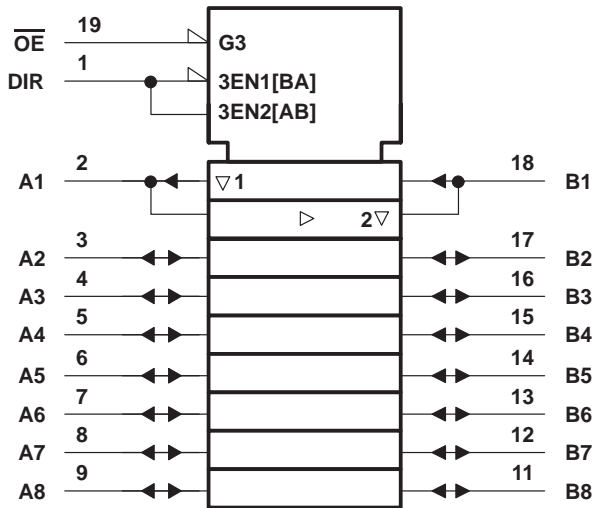 OE 19 G3
DIR 1 3EN1[BA]
3EN2[AB]
A1 2 1 18 B1
2
A2 3 17 B2
A3 4 16 B3
A4 5 15 B4
A5 6 14 B5
A6 7 13 B6
A7 8 12 B7
A8 9 11 B8